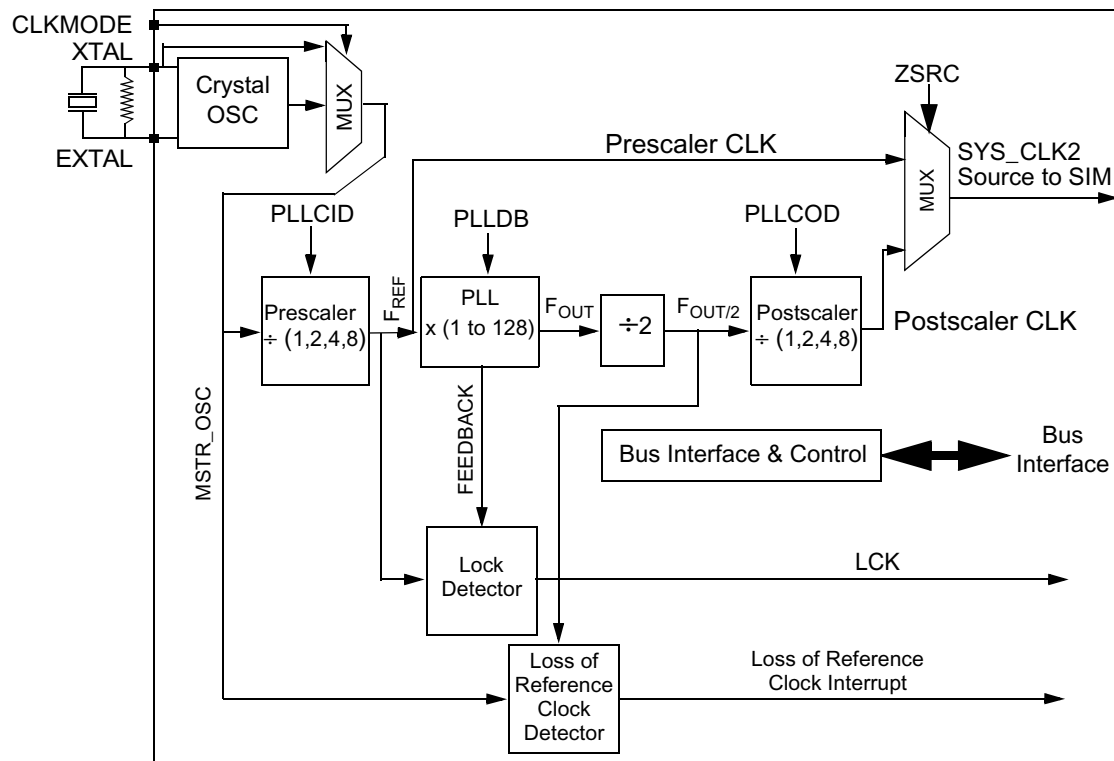 CLKMODE
XTAL
EXTAL
Crystal
OSC
MUX
ZSRC
Prescaler CLK
MUX
SYS_CLK2
Source to SIM
PLLCID
PLLDB
PLLCOD
Prescaler
÷ (1,2,4,8)
FREF
PLL
x (1 to 128)
FOUT
÷2
FOUT/2
Postscaler
÷ (1,2,4,8)
Postscaler CLK
MSTR_OSC
FEEDBACK
Bus Interface & Control
Bus
Interface
Lock
Detector
LCK
Loss of
Reference
Clock
Detector
Loss of Reference
Clock Interrupt